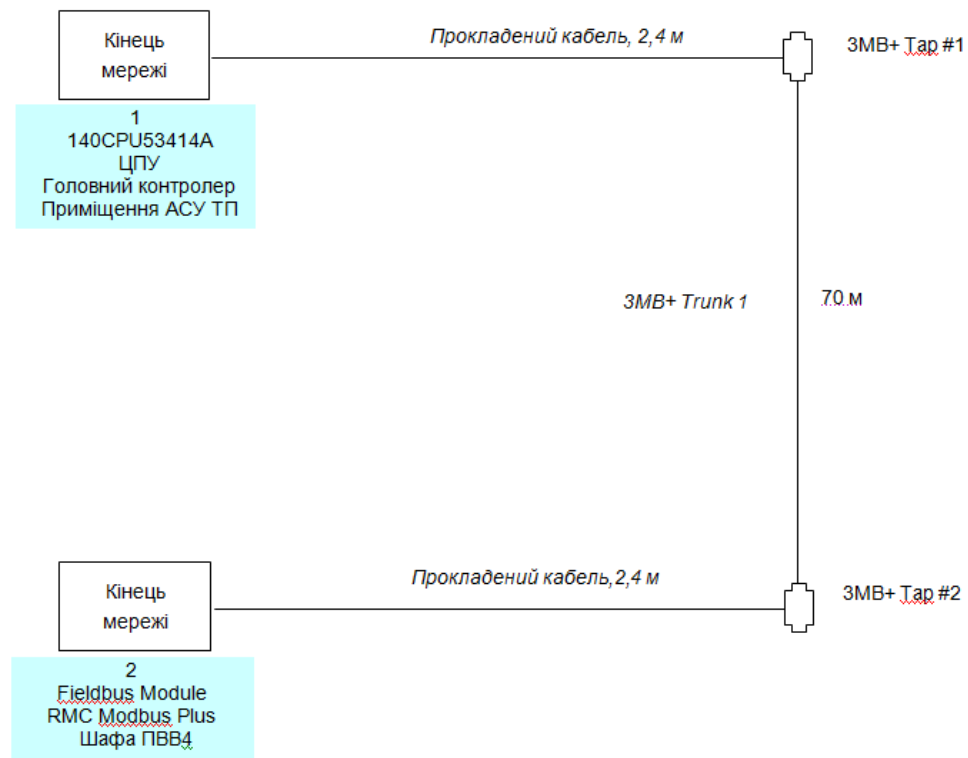 Кінець
мережі
Прокладений кабель, 2,4 м
3MB+ Tap #1
1
140CPU53414A
ЦПУ
Головний контролер
Приміщення АСУ ТП
3MB+ Trunk 1
70 м
Кінець
мережі
Прокладений кабель,2,4 м
3MB+ Tap #2
2
Fieldbus Module
RMC Modbus Plus
Шафа ПВВ4